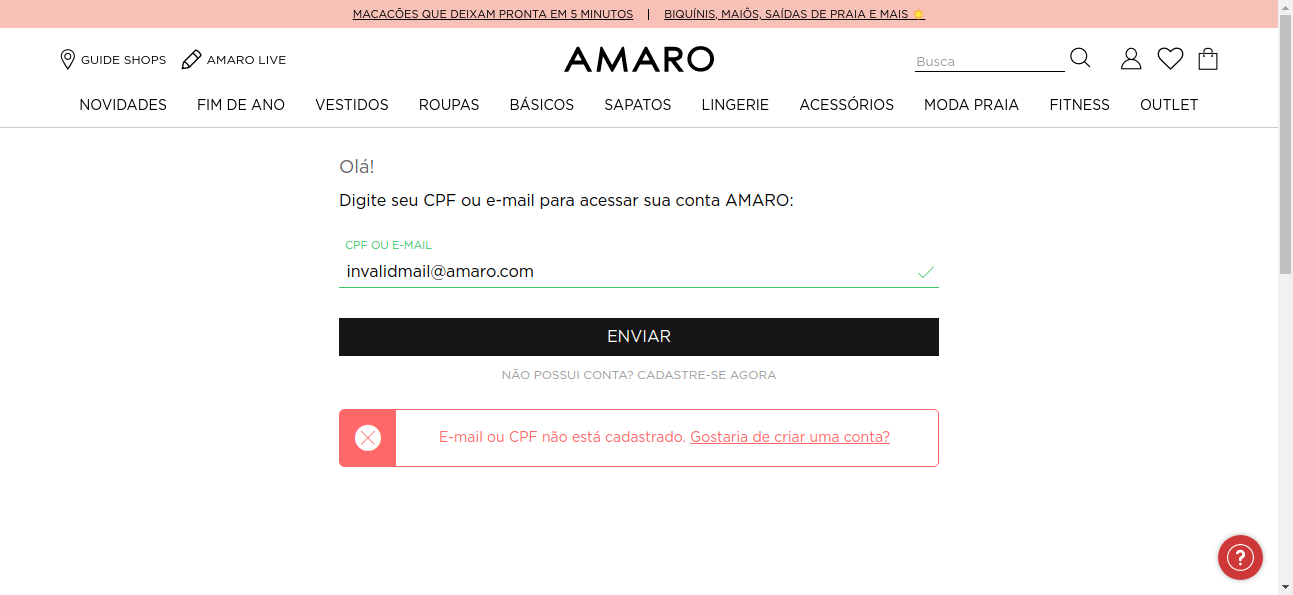 MACACÕES QUE DEIXAM PRONTA EM 5 MINUTOS | BIQUÍNIS, MAIÔS, SAÍDAS DE PRAIA E MAIS ☀️
GUIDE SHOPS AMARO LIVE AMARO Busca
NOVIDADES FIM DE ANO VESTIDOS ROUPAS BÁSICOS SAPATOS LINGERIE ACESSÓRIOS MODA PRAIA FITNESS OUTLET
Olá!
Digite seu CPF ou e-mail para acessar sua conta AMARO:
CPF OU E-MAIL
invalidmail@amaro.com
ENVIAR
NÃO POSSUI CONTA? CADASTRE-SE AGORA
E-mail ou CPF não está cadastrado. Gostaria de criar uma conta?
?